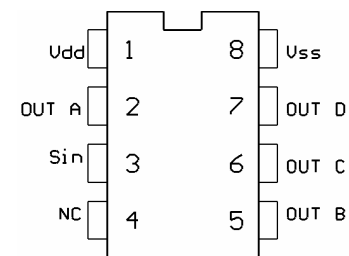 Vdd 1 8 Vss
OUT A 2 7 OUT D
Sin 3 6 OUT C
NC 4 5 OUT B